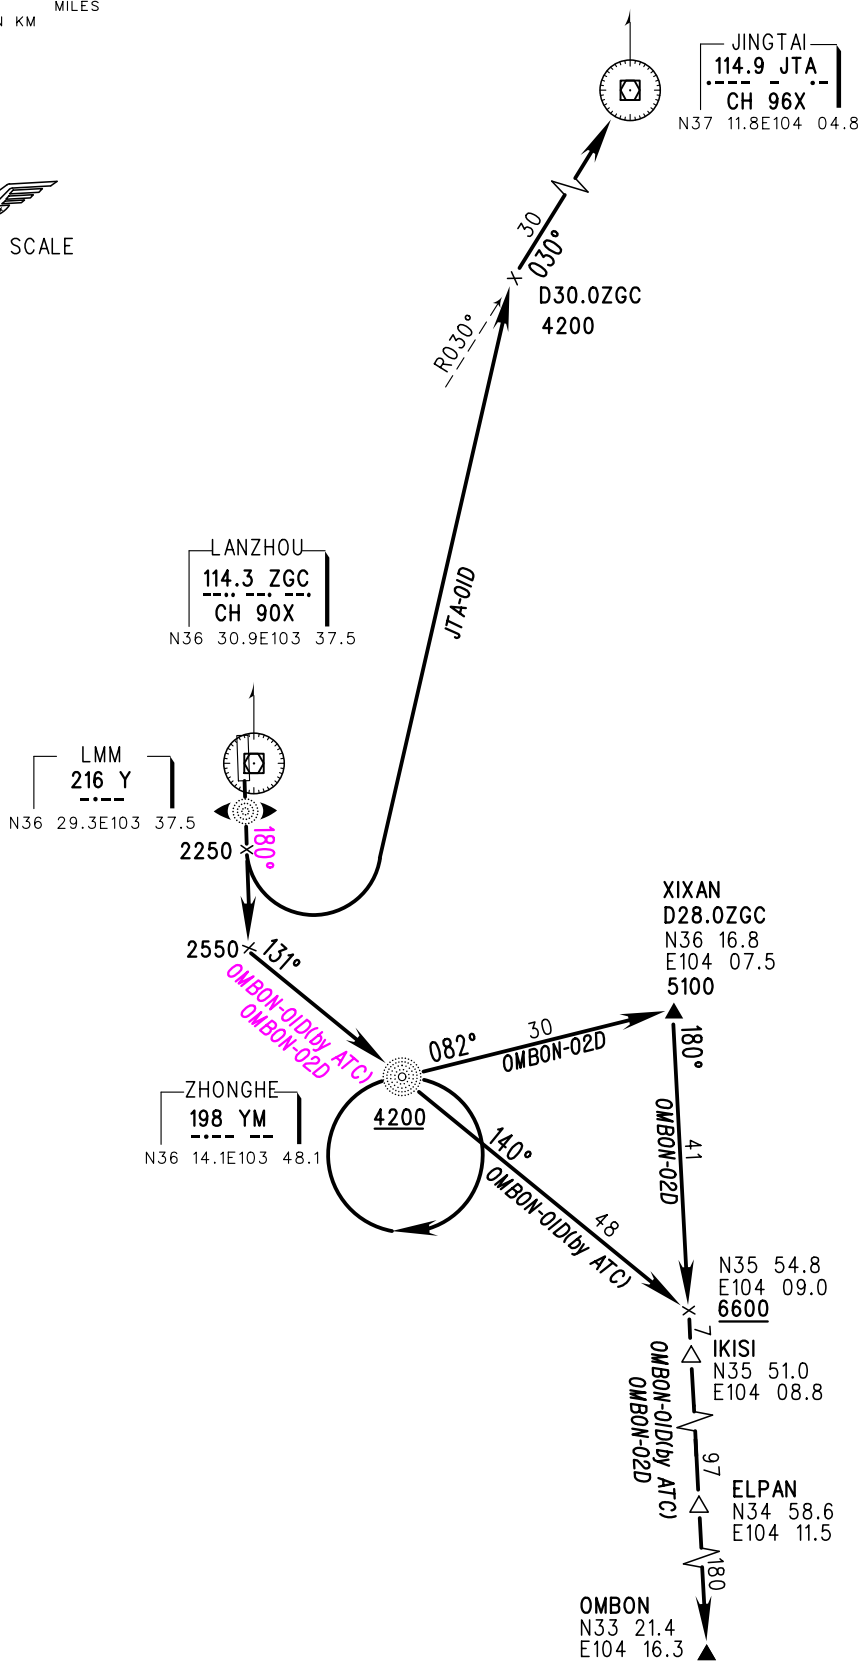 MILES
N KM
SCALE
JINGTAI
114.9 JTA
CH 96X
N37 11.8E104 04.8
30
030°
D30.0ZGC
4200
R030°
JTA-01D
LANZHOU
114.3 ZGC
CH 90X
N36 30.9E103 37.5
LMM
216 Y
N36 29.3E103 37.5
180°
2250
2550
131°
OMBON-01D(by ATC)
OMBON-02D
ZHONGHE
198 YM
N36 14.1E103 48.1
4200
082°
30
OMBON-02D
XIXAN
D28.0ZGC
N36 16.8
E104 07.5
5100
180°
41
OMBON-02D
140°
48
OMBON-01D(by ATC)
N35 54.8
E104 09.0
6600
7
IKISI
N35 51.0
E104 08.8
OMBON-01D(by ATC)
OMBON-02D
97
ELPAN
N34 58.6
E104 11.5
180
OMBON
N33 21.4
E104 16.3